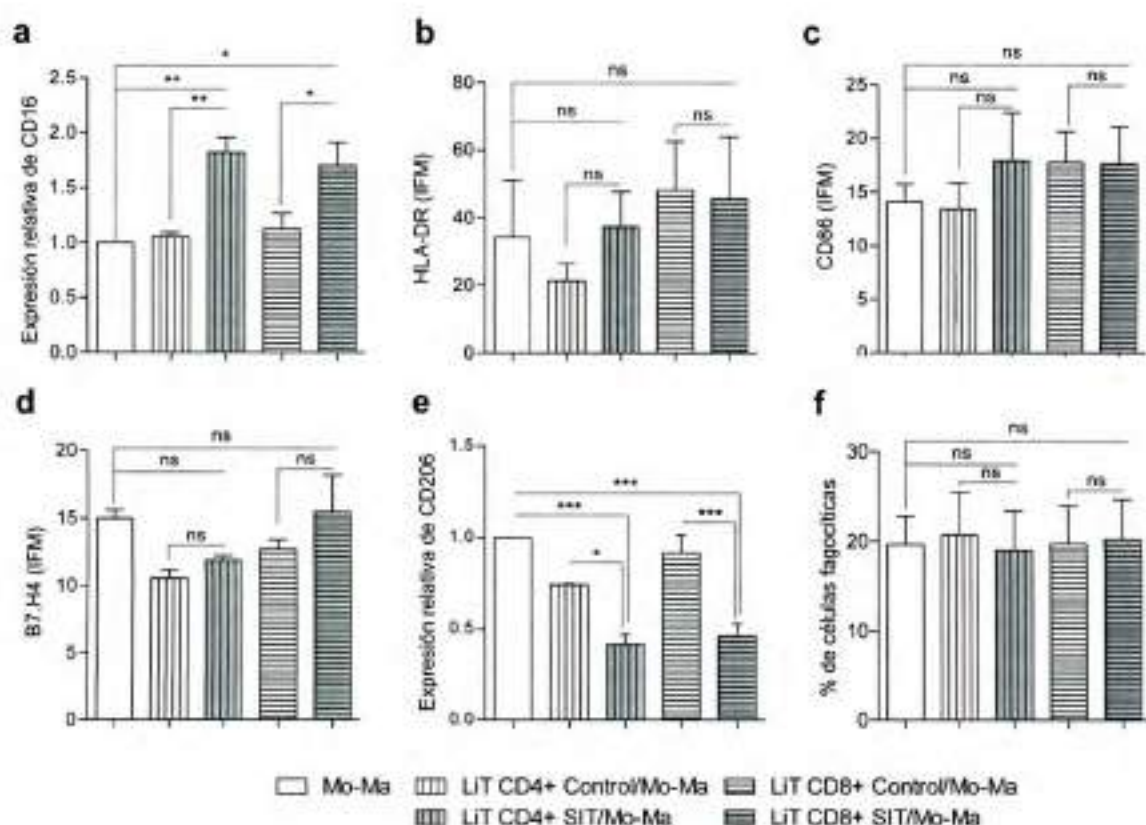 a
Expresión relativa de CD16
2.5
2.0
1.5
1.0
0.5
0.0
*
**
**
*
b
HLA-DR (IFM)
80
60
40
20
0
ns
ns
ns
ns
c
CD86 (IFM)
25
20
15
10
5
0
ns
ns
ns
ns
d
B7.H4 (IFM)
20
15
10
5
0
ns
ns
ns
ns
e
Expresión relativa de CD206
1.5
1.0
0.5
0.0
***
***
***
*
f
% de células fagocíticas
30
20
10
0
ns
ns
ns
ns
Mo-Ma
LiT CD4+ Control/Mo-Ma
LiT CD8+ Control/Mo-Ma
LiT CD4+ SIT/Mo-Ma
LiT CD8+ SIT/Mo-Ma